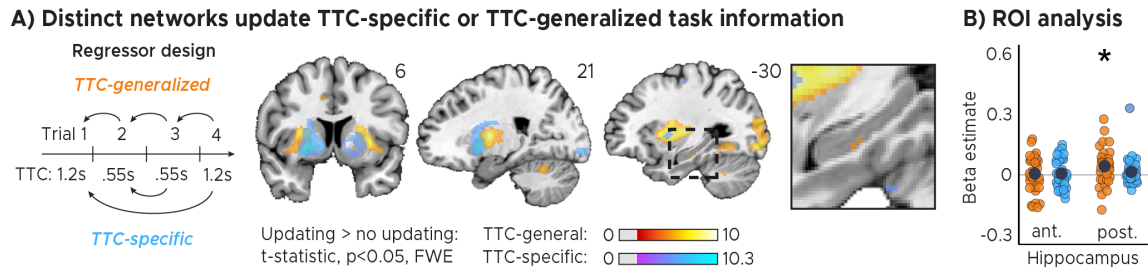 A) Distinct networks update TTC-specific or TTC-generalized task information
Regressor design
TTC-generalized
Trial 1 2 3 4
TTC: 1.2s .55s .55s 1.2s
TTC-specific
6
21
-30
Updating > no updating:
t-statistic, p<0.05, FWE
TTC-general: 0 10
TTC-specific: 0 10.3
B) ROI analysis
Beta estimate
0.6
*
0.3
0
-0.3
ant. post.
Hippocampus